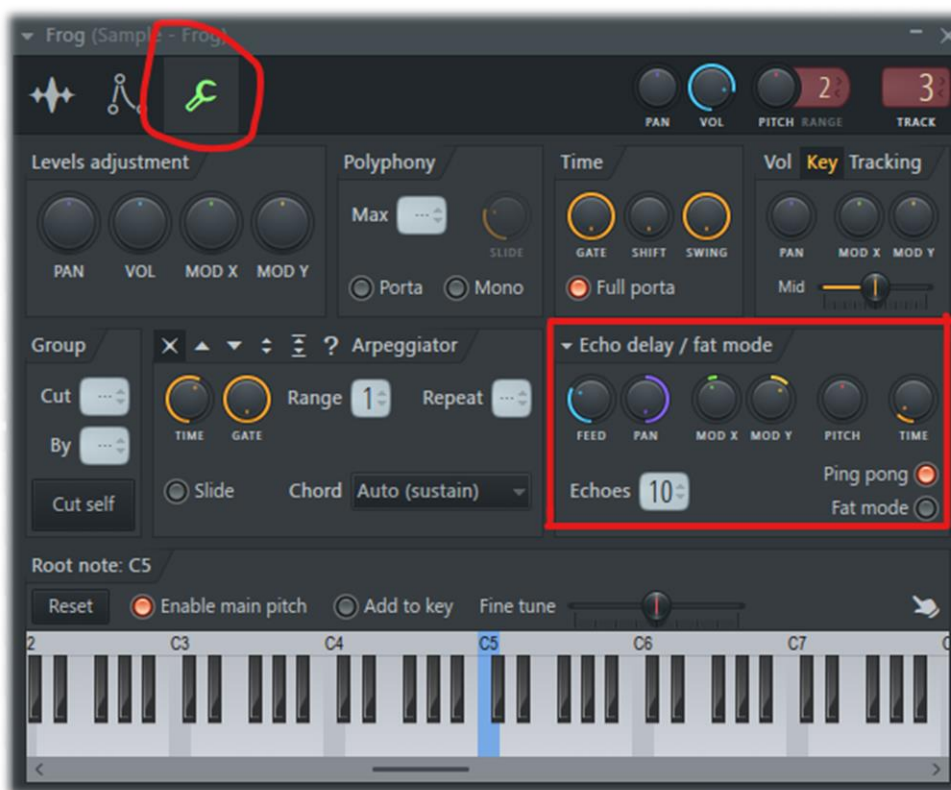 Frog (Sample - Frog)
2 3
PAN VOL PITCH RANGE TRACK
Levels adjustment
PAN VOL MOD X MOD Y
Polyphony
Max ---
SLIDE
Porta Mono
Time
GATE SHIFT SWING
Full porta
Vol Key Tracking
PAN MOD X MOD Y
Mid
Group
Cut ---
By ---
Cut self
? Arpeggiator
TIME GATE Range 1 Repeat ---
Slide Chord Auto (sustain)
Echo delay / fat mode
FEED PAN MOD X MOD Y PITCH TIME
Echoes 10 Ping pong
Fat mode
Root note: C5
Reset Enable main pitch Add to key Fine tune
2 C3 C4 C5 C6 C7 C